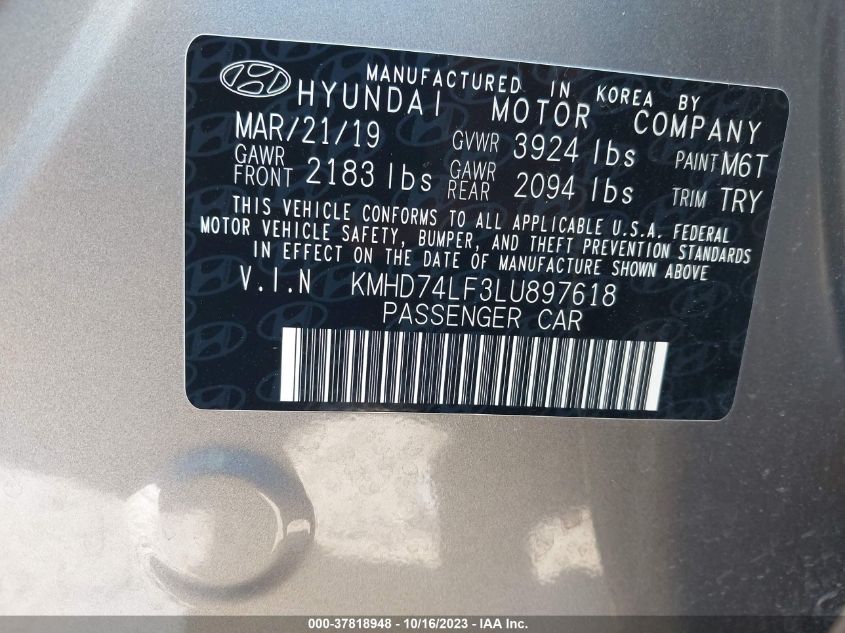 MANUFACTURED IN KOREA BY
HYUNDAI MOTOR COMPANY
MAR/21/19 GVWR 3924 lbs PAINT M6T
GAWR FRONT 2183 lbs GAWR REAR 2094 lbs TRIM TRY
THIS VEHICLE CONFORMS TO ALL APPLICABLE U.S.A. FEDERAL
MOTOR VEHICLE SAFETY, BUMPER, AND THEFT PREVENTION STANDARDS
IN EFFECT ON THE DATE OF MANUFACTURE SHOWN ABOVE
V.I.N KMHD74LF3LU897618
PASSENGER CAR
000-37818948 - 10/16/2023 - IAA Inc.